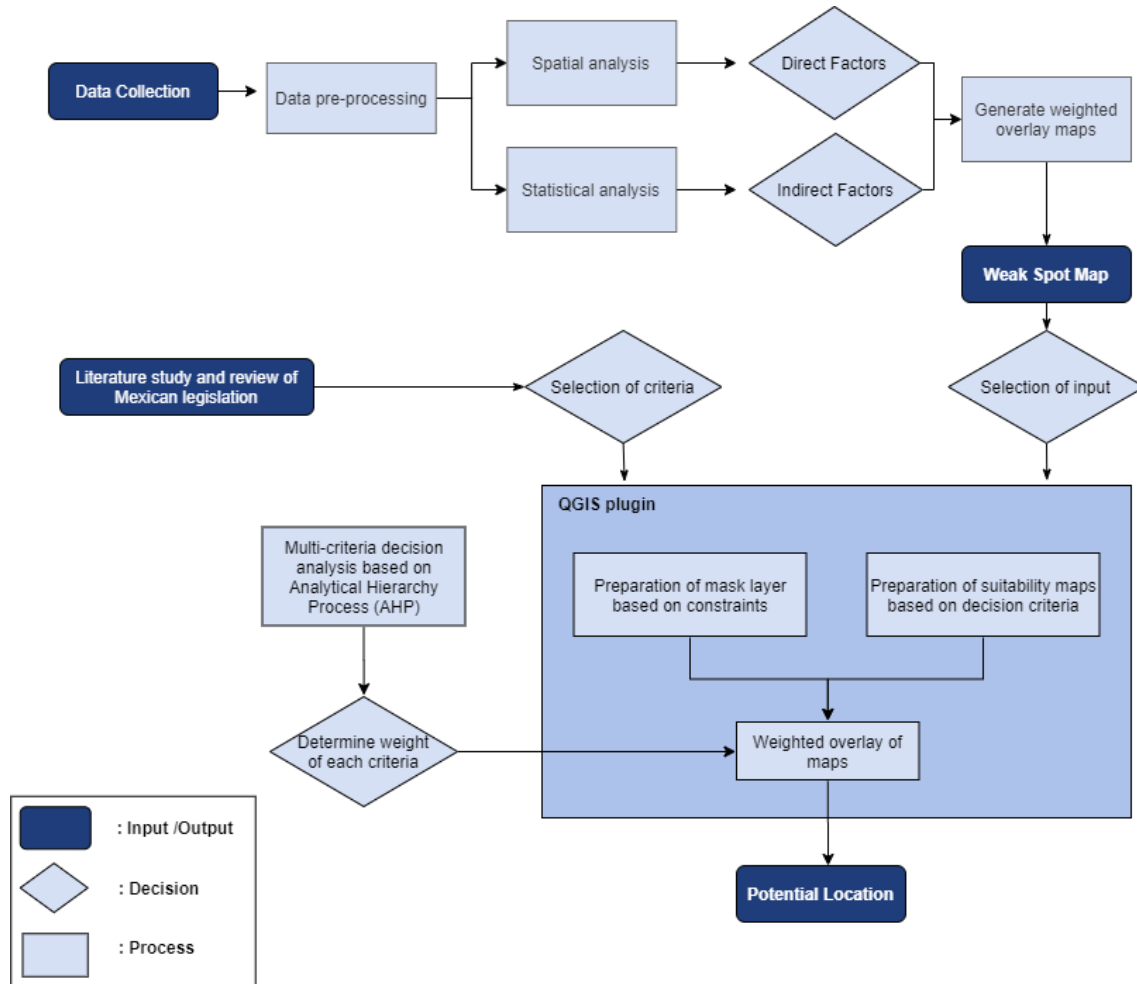 Data Collection
Data pre-processing
Spatial analysis
Direct Factors
Generate weighted
overlay maps
Statistical analysis
Indirect Factors
Weak Spot Map
Literature study and review of
Mexican legislation
Selection of criteria
Selection of input
QGIS plugin
Multi-criteria decision
analysis based on
Analytical Hierarchy
Process (AHP)
Preparation of mask layer
based on constraints
Preparation of suitability maps
based on decision criteria
Determine weight
of each criteria
Weighted overlay of
maps
Potential Location
: Input /Output
: Decision
: Process